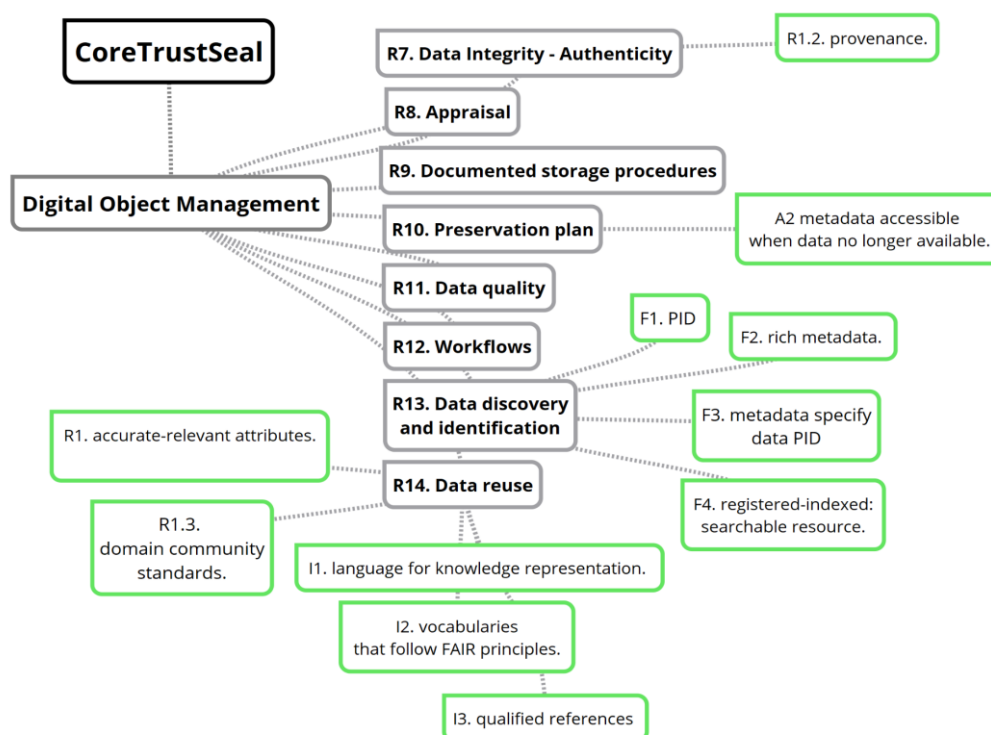 CoreTrustSeal
R7. Data Integrity - Authenticity
R1.2. provenance.
R8. Appraisal
R9. Documented storage procedures
Digital Object Management
R10. Preservation plan
A2 metadata accessible
when data no longer available.
R11. Data quality
F1. PID
F2. rich metadata.
R12. Workflows
R13. Data discovery
and identification
F3. metadata specify
data PID
R1. accurate-relevant attributes.
R14. Data reuse
F4. registered-indexed:
searchable resource.
R1.3.
domain community
standards.
I1. language for knowledge representation.
I2. vocabularies
that follow FAIR principles.
I3. qualified references